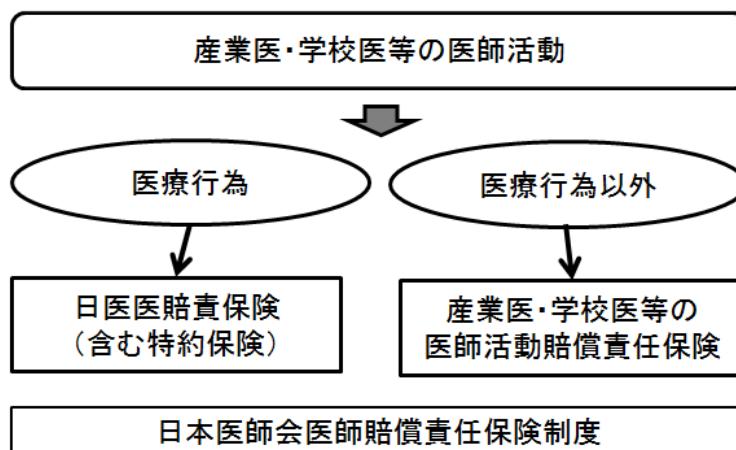 産業医・学校医等の医師活動
医療行為
医療行為以外
日医医賠責保険
（含む特約保険）
産業医・学校医等の
医師活動賠償責任保険
日本医師会医師賠償責任保険制度